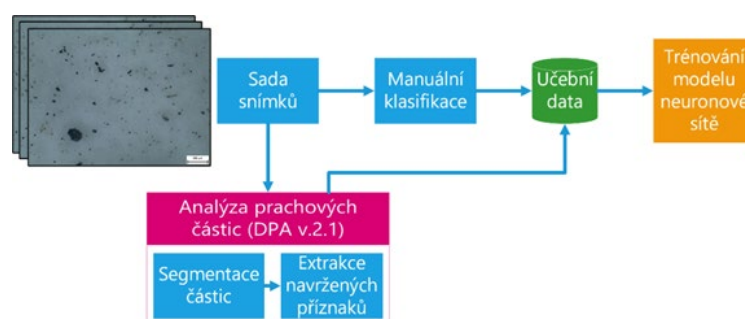 Sada
snímků
Manuální
klasifikace
Učební
data
Trénování
modelu
neuronové
sítě
Analýza prachových
částic (DPA v.2.1)
Segmentace
částic
Extrakce
navržených
příznaků